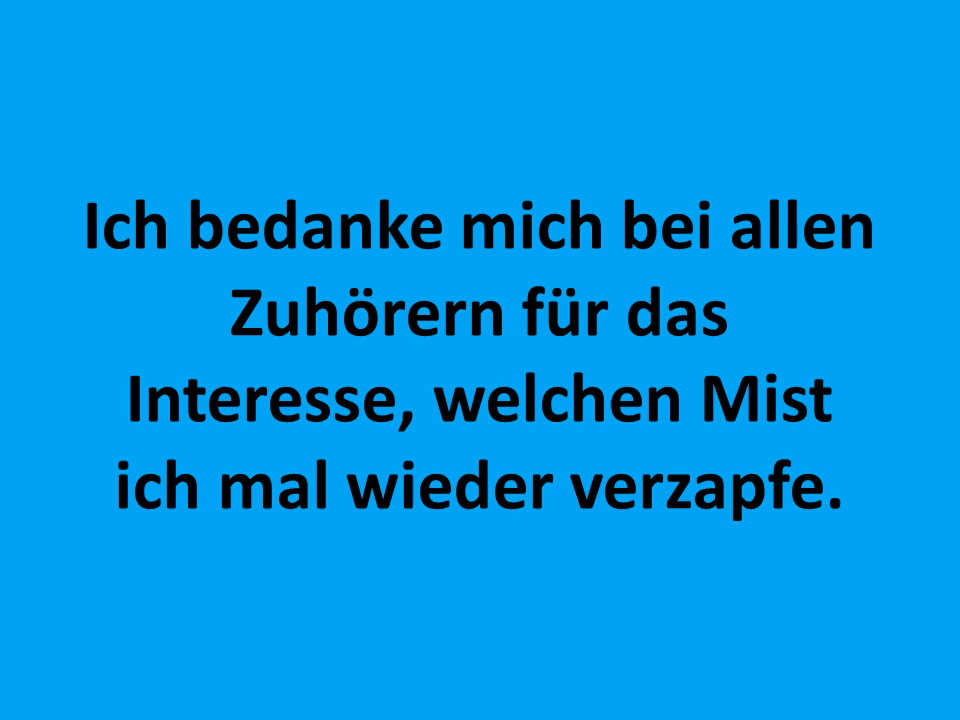 Ich bedanke mich bei allen
Zuhörern für das
Interesse, welchen Mist
ich mal wieder verzapfe.